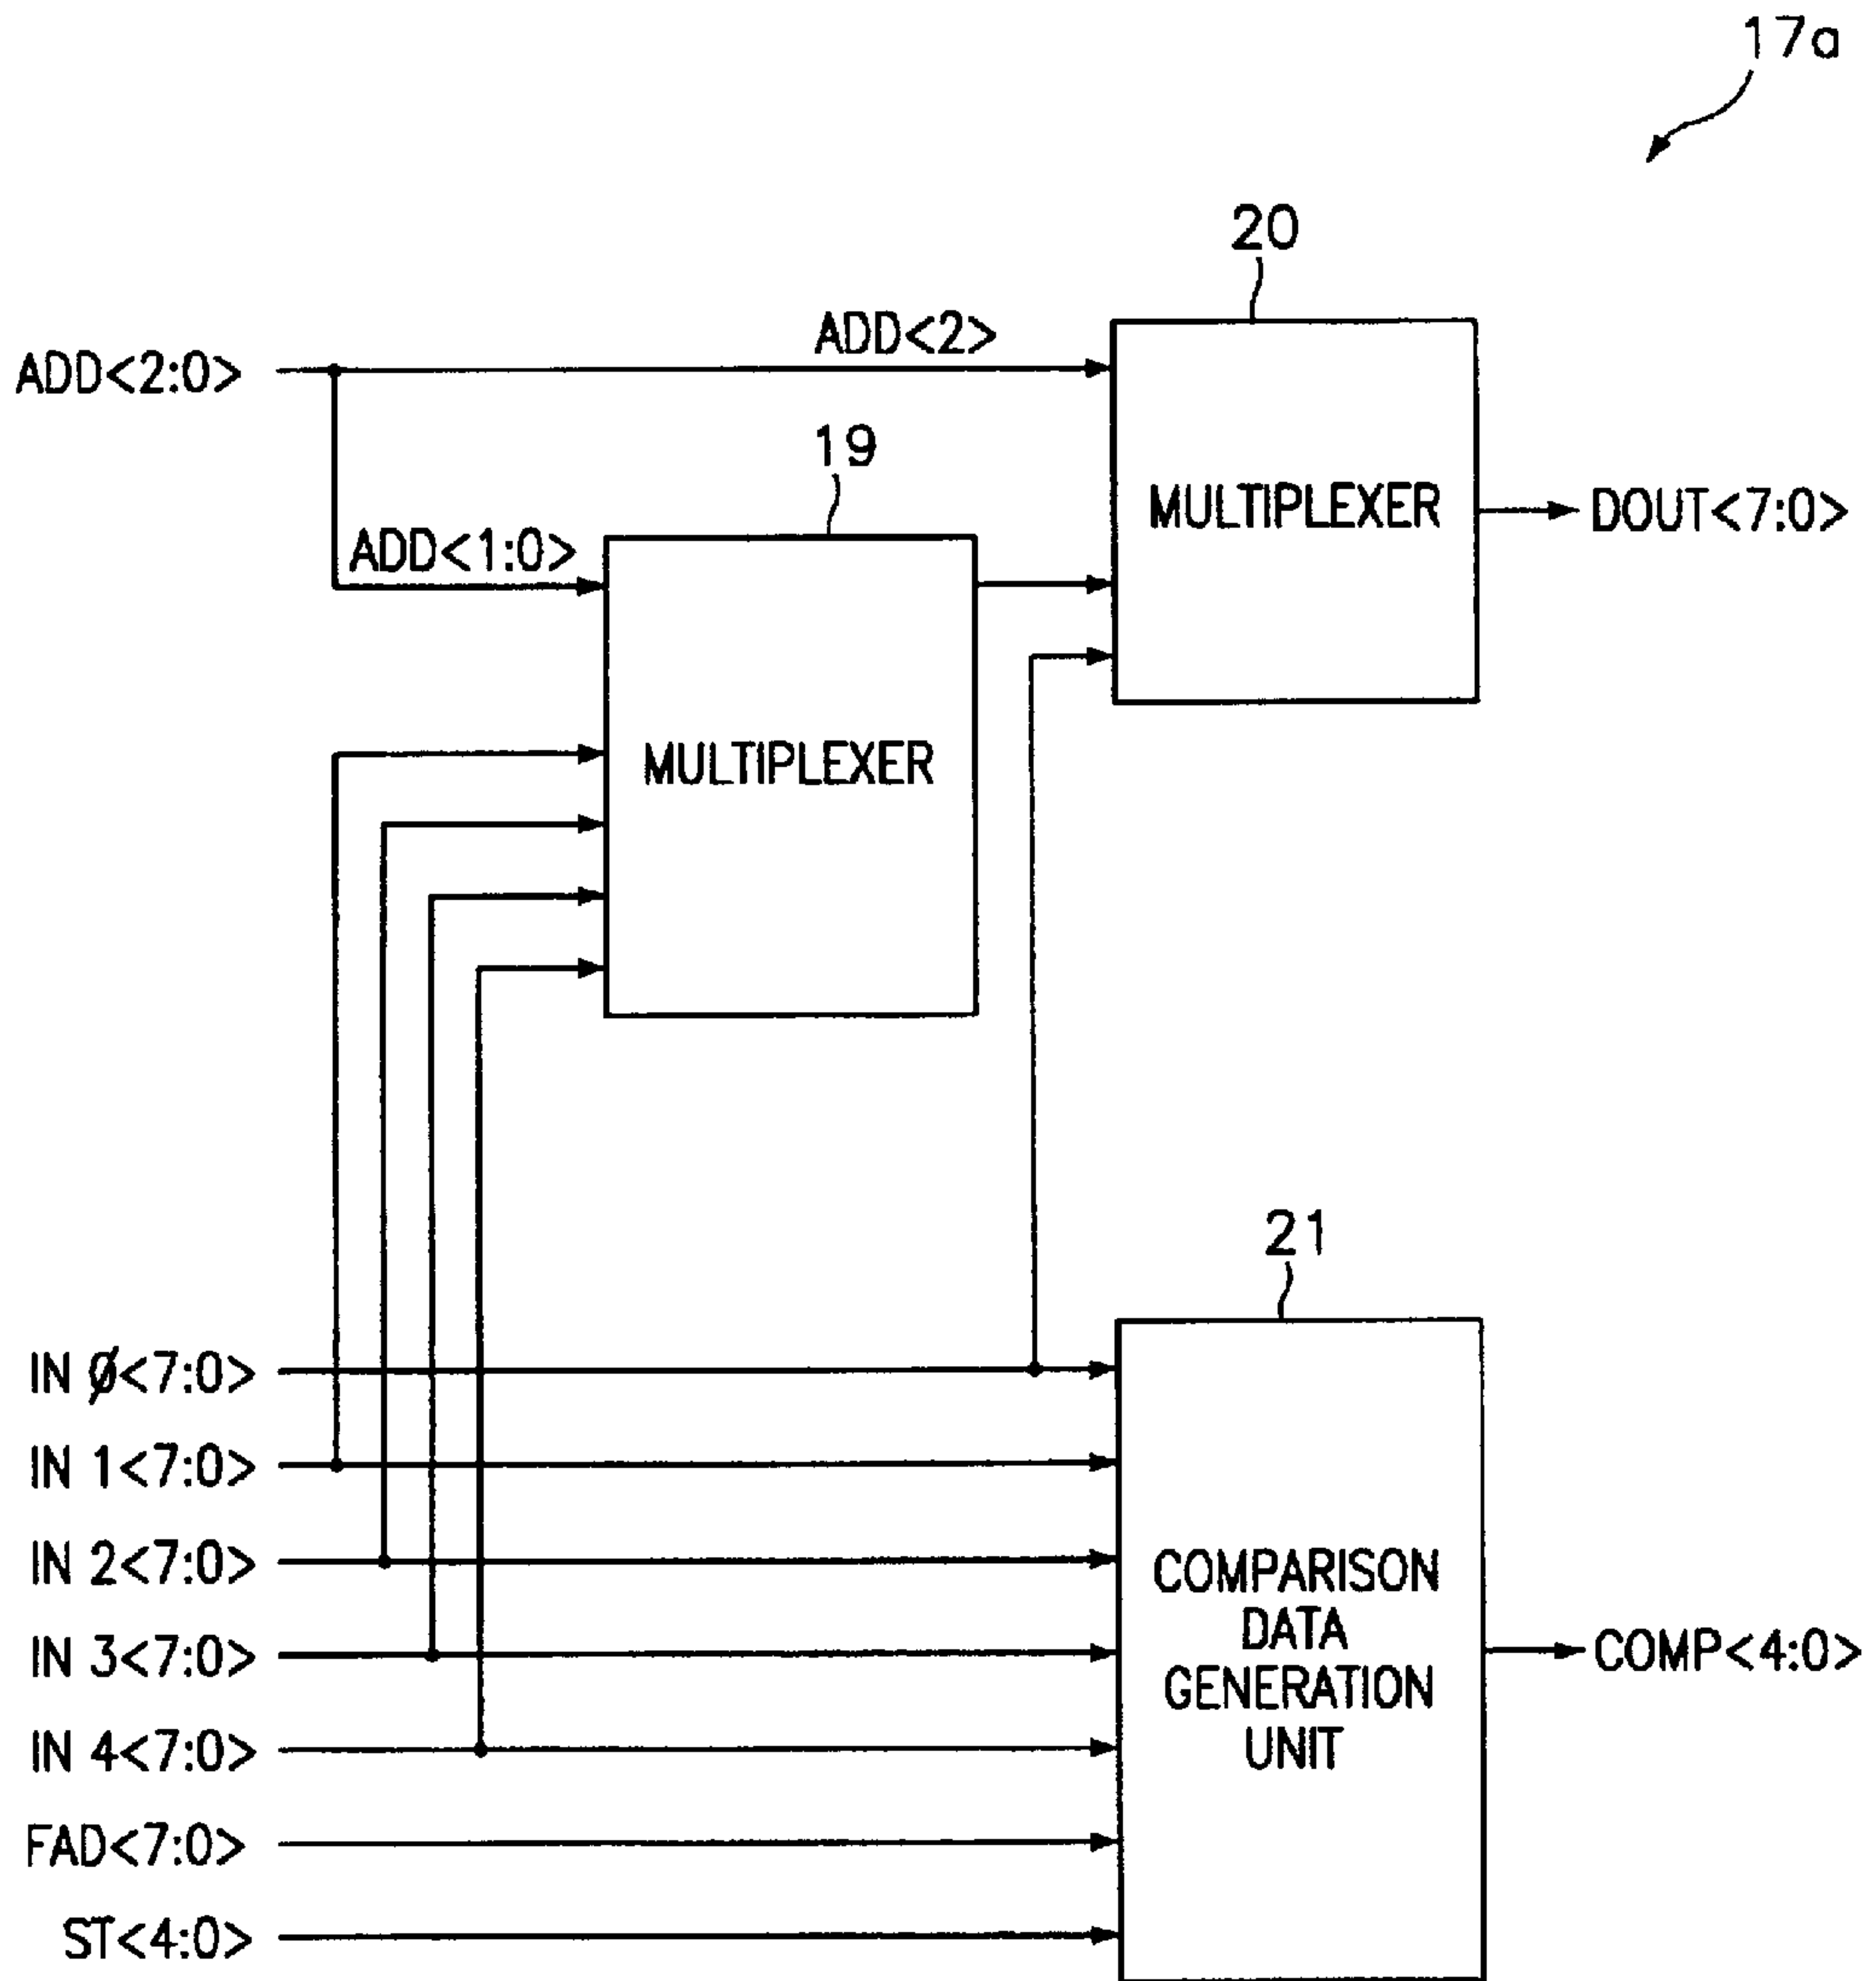 17a
20
ADD<2:0>
ADD<2>
19
ADD<1:0>
MULTIPLEXER
DOUT<7:0>
MULTIPLEXER
21
IN Ø<7:0>
IN 1<7:0>
IN 2<7:0>
IN 3<7:0>
IN 4<7:0>
FAD<7:0>
ST<4:0>
COMPARISON
DATA
GENERATION
UNIT
COMP<4:0>